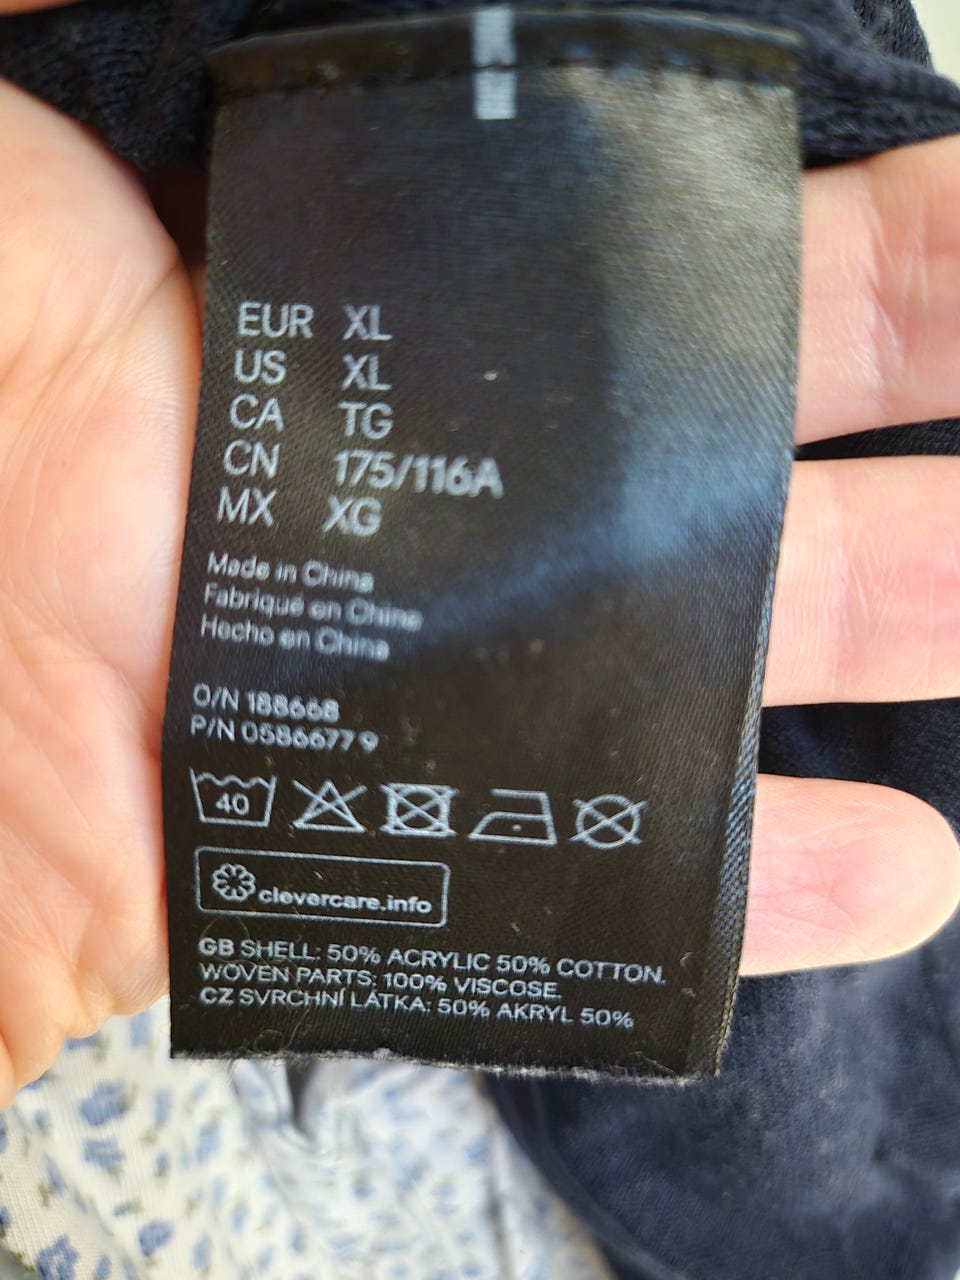 EUR XL
US XL
CA TG
CN 175/116A
MX XG
Made in China
Fabriqué en Chine
Hecho en China
O/N 188668
P/N 0586677 9
40
clevercare.info
GB SHELL: 50% ACRYLIC 50% COTTON.
WOVEN PARTS: 100% VISCOSE.
CZ SVRCHNÍ LÁTKA: 50% AKRYL 50%